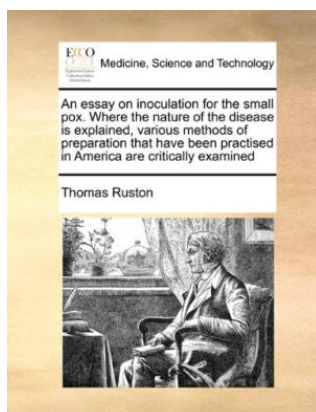 ECCO
Medicine, Science and Technology
An essay on inoculation for the small
pox. Where the nature of the disease
is explained, various methods of
preparation that have been practised
in America are critically examined
Thomas Ruston